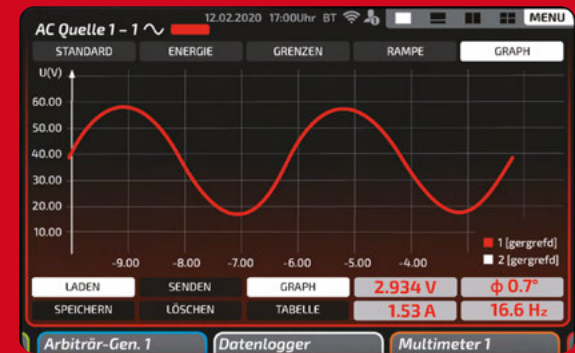 12.02.2020 17:00Uhr BT MENU
AC Quelle 1 – 1
STANDARD ENERGIE GRENZEN RAMPE GRAPH
U(V)
60.00
50.00
40.00
30.00
20.00
10.00
1 [gergrefd]
2 [gergrefd]
-9.00 -8.00 -7.00 -6.00 -5.00 -4.00
LADEN SENDEN GRAPH 2.934 V ϕ 0.7°
SPEICHERN LÖSCHEN TABELLE 1.53 A 16.6 Hz
Arbiträr-Gen. 1 Datenlogger Multimeter 1